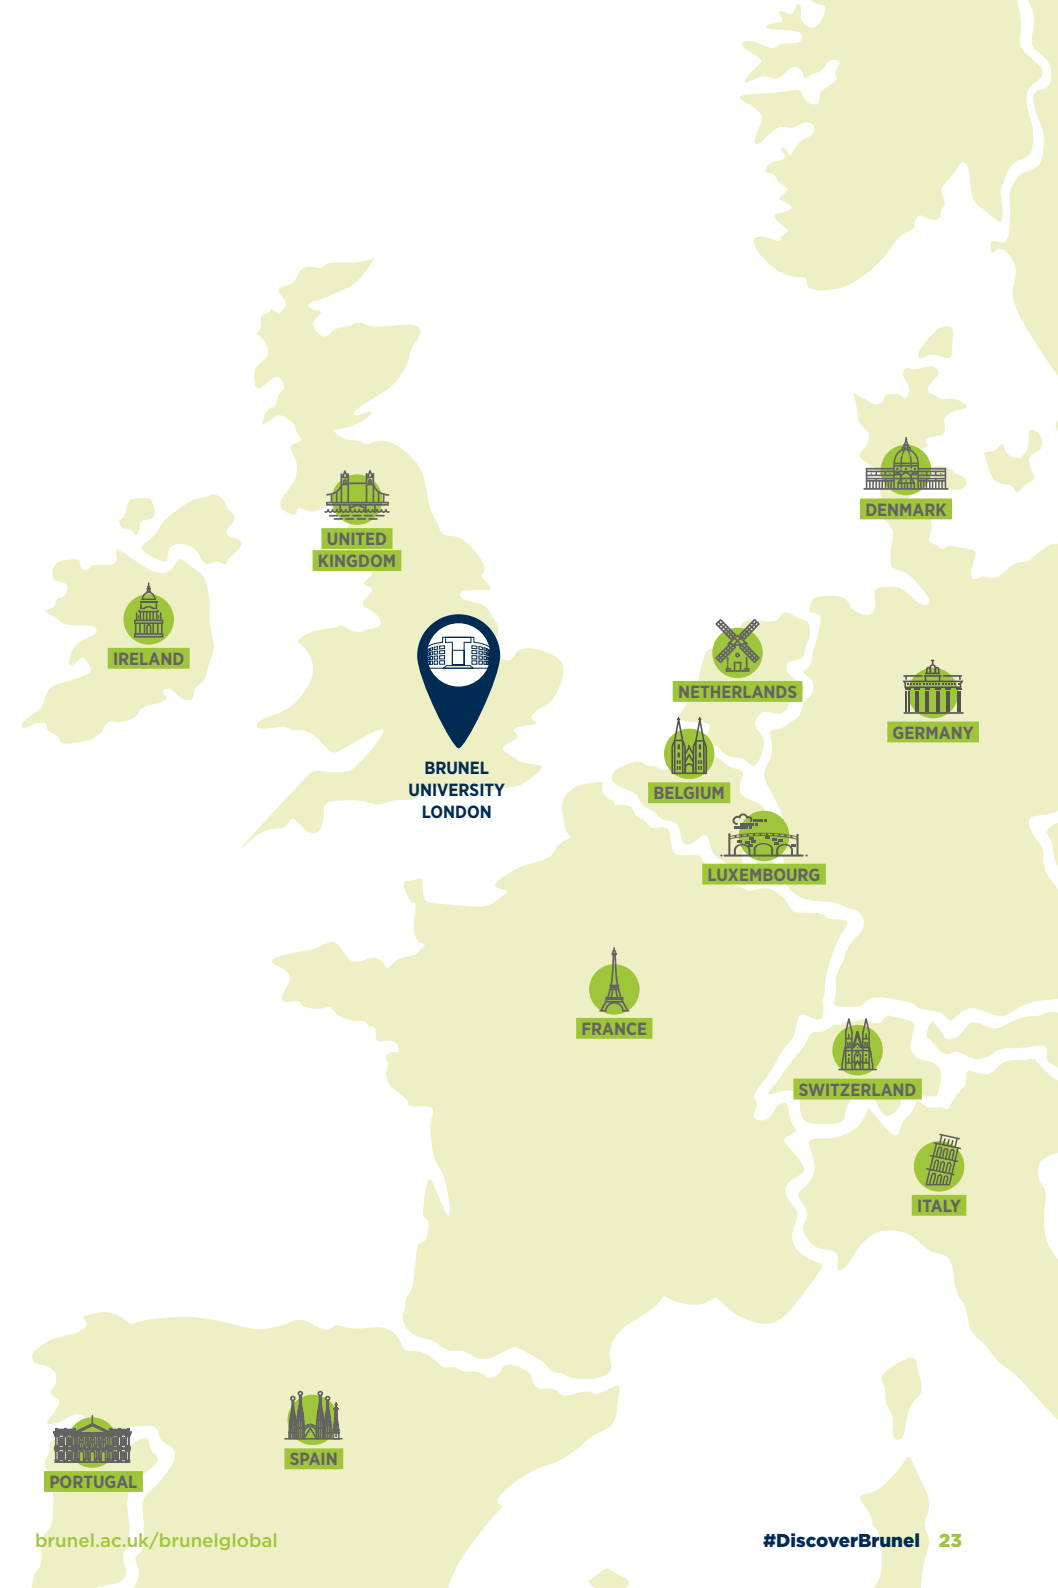 DENMARK
UNITED
KINGDOM
IRELAND
NETHERLANDS
GERMANY
BELGIUM
BRUNEL
UNIVERSITY
LONDON
LUXEMBOURG
FRANCE
SWITZERLAND
ITALY
SPAIN
PORTUGAL
brunel.ac.uk/brunelglobal
#DiscoverBrunel 23